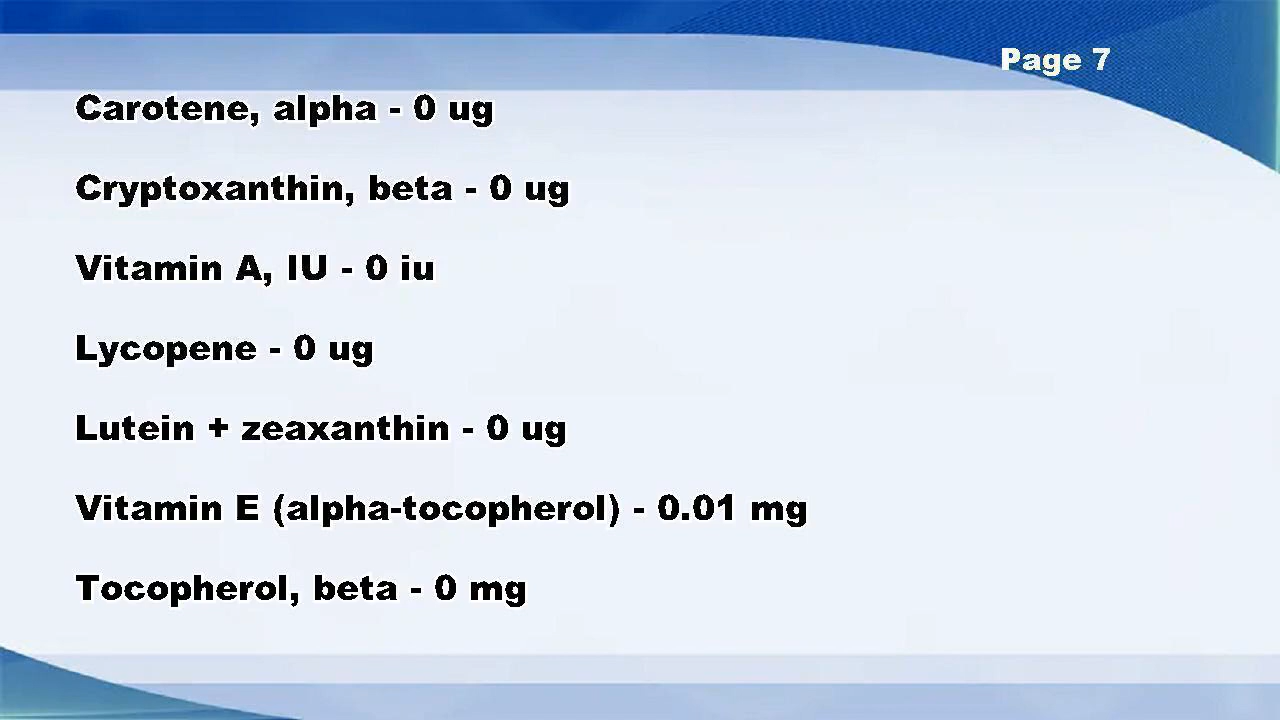 Page 7
Carotene, alpha - 0 ug
Cryptoxanthin, beta - 0 ug
Vitamin A, IU - 0 iu
Lycopene - 0 ug
Lutein + zeaxanthin - 0 ug
Vitamin E (alpha-tocopherol) - 0.01 mg
Tocopherol, beta - 0 mg